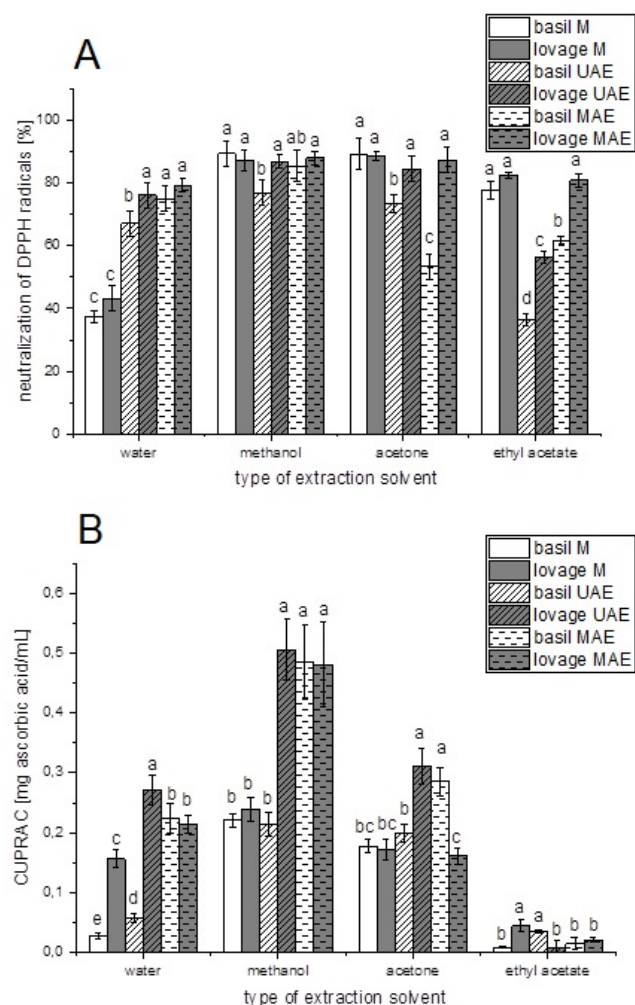 A
basil M
lovage M
basil UAE
lovage UAE
basil MAE
lovage MAE
neutralization of DPPH radicals [%]
100
80
60
40
20
0
c c b a a a
a a b a ab a
a a b a c a
a a d c b a
water methanol acetone ethyl acetate
type of extraction solvent
B
basil M
lovage M
basil UAE
lovage UAE
basil MAE
lovage MAE
CUPRAC [mg ascorbic acid/mL]
0,6
0,5
0,4
0,3
0,2
0,1
0,0
e c d a b b
b b b a a a
bc bc b a a c
b a a b b b
water methanol acetone ethyl acetate
type of extraction solvent